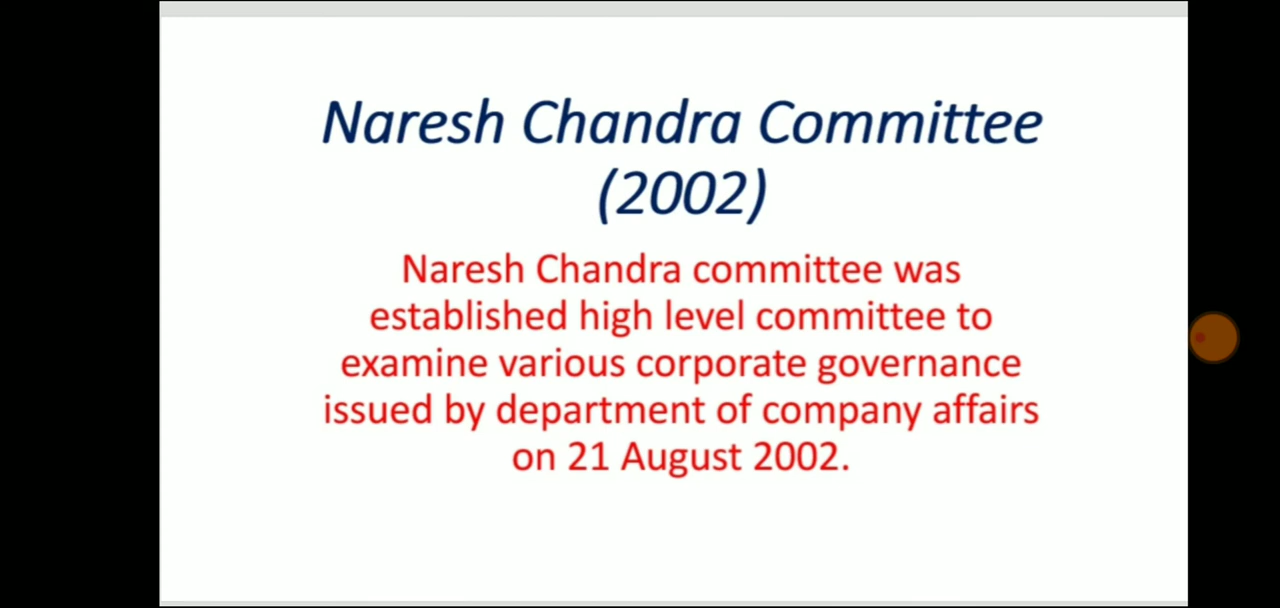 Naresh Chandra Committee
(2002)
Naresh Chandra committee was
established high level committee to
examine various corporate governance
issued by department of company affairs
on 21 August 2002.